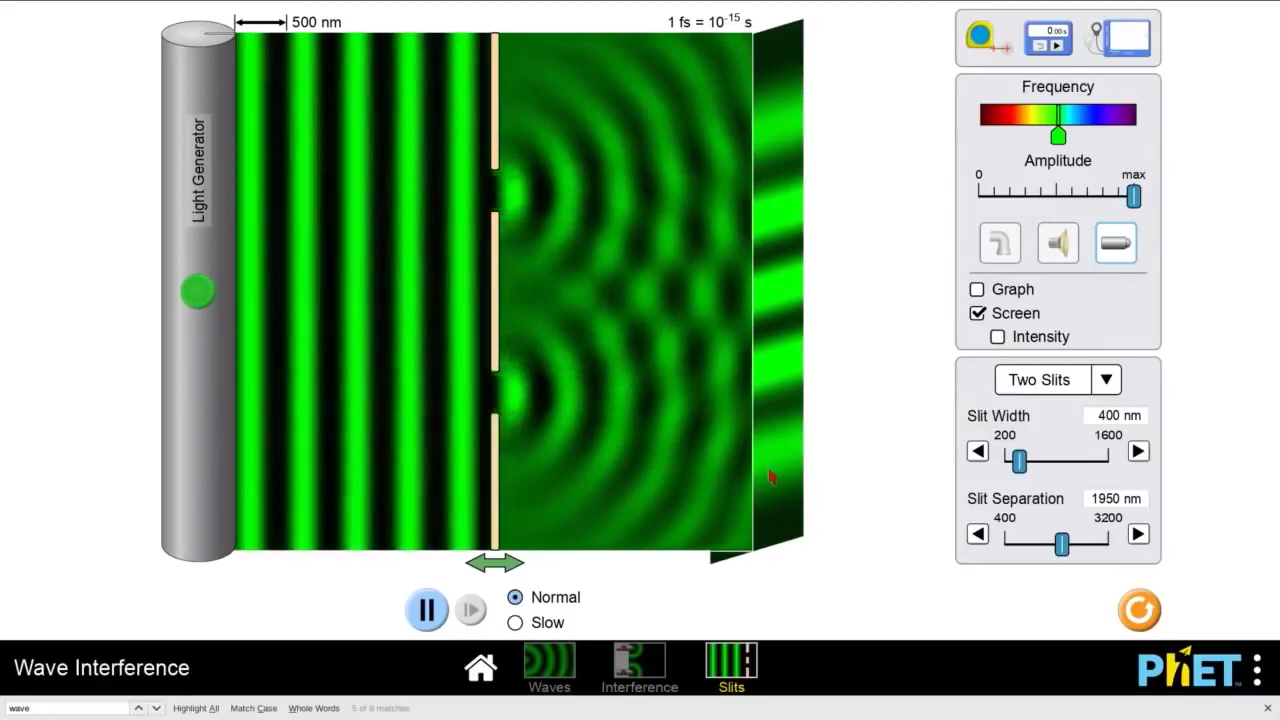 500 nm
1 fs = 10⁻¹⁵ s
Light Generator
0.00 s
Frequency
Amplitude
0
max
Graph
Screen
Intensity
Two Slits
Slit Width
400 nm
200
1600
Slit Separation
1950 nm
400
3200
Normal
Slow
Wave Interference
Waves
Interference
Slits
PhET
wave
Highlight All
Match Case
Whole Words
5 of 8 matches